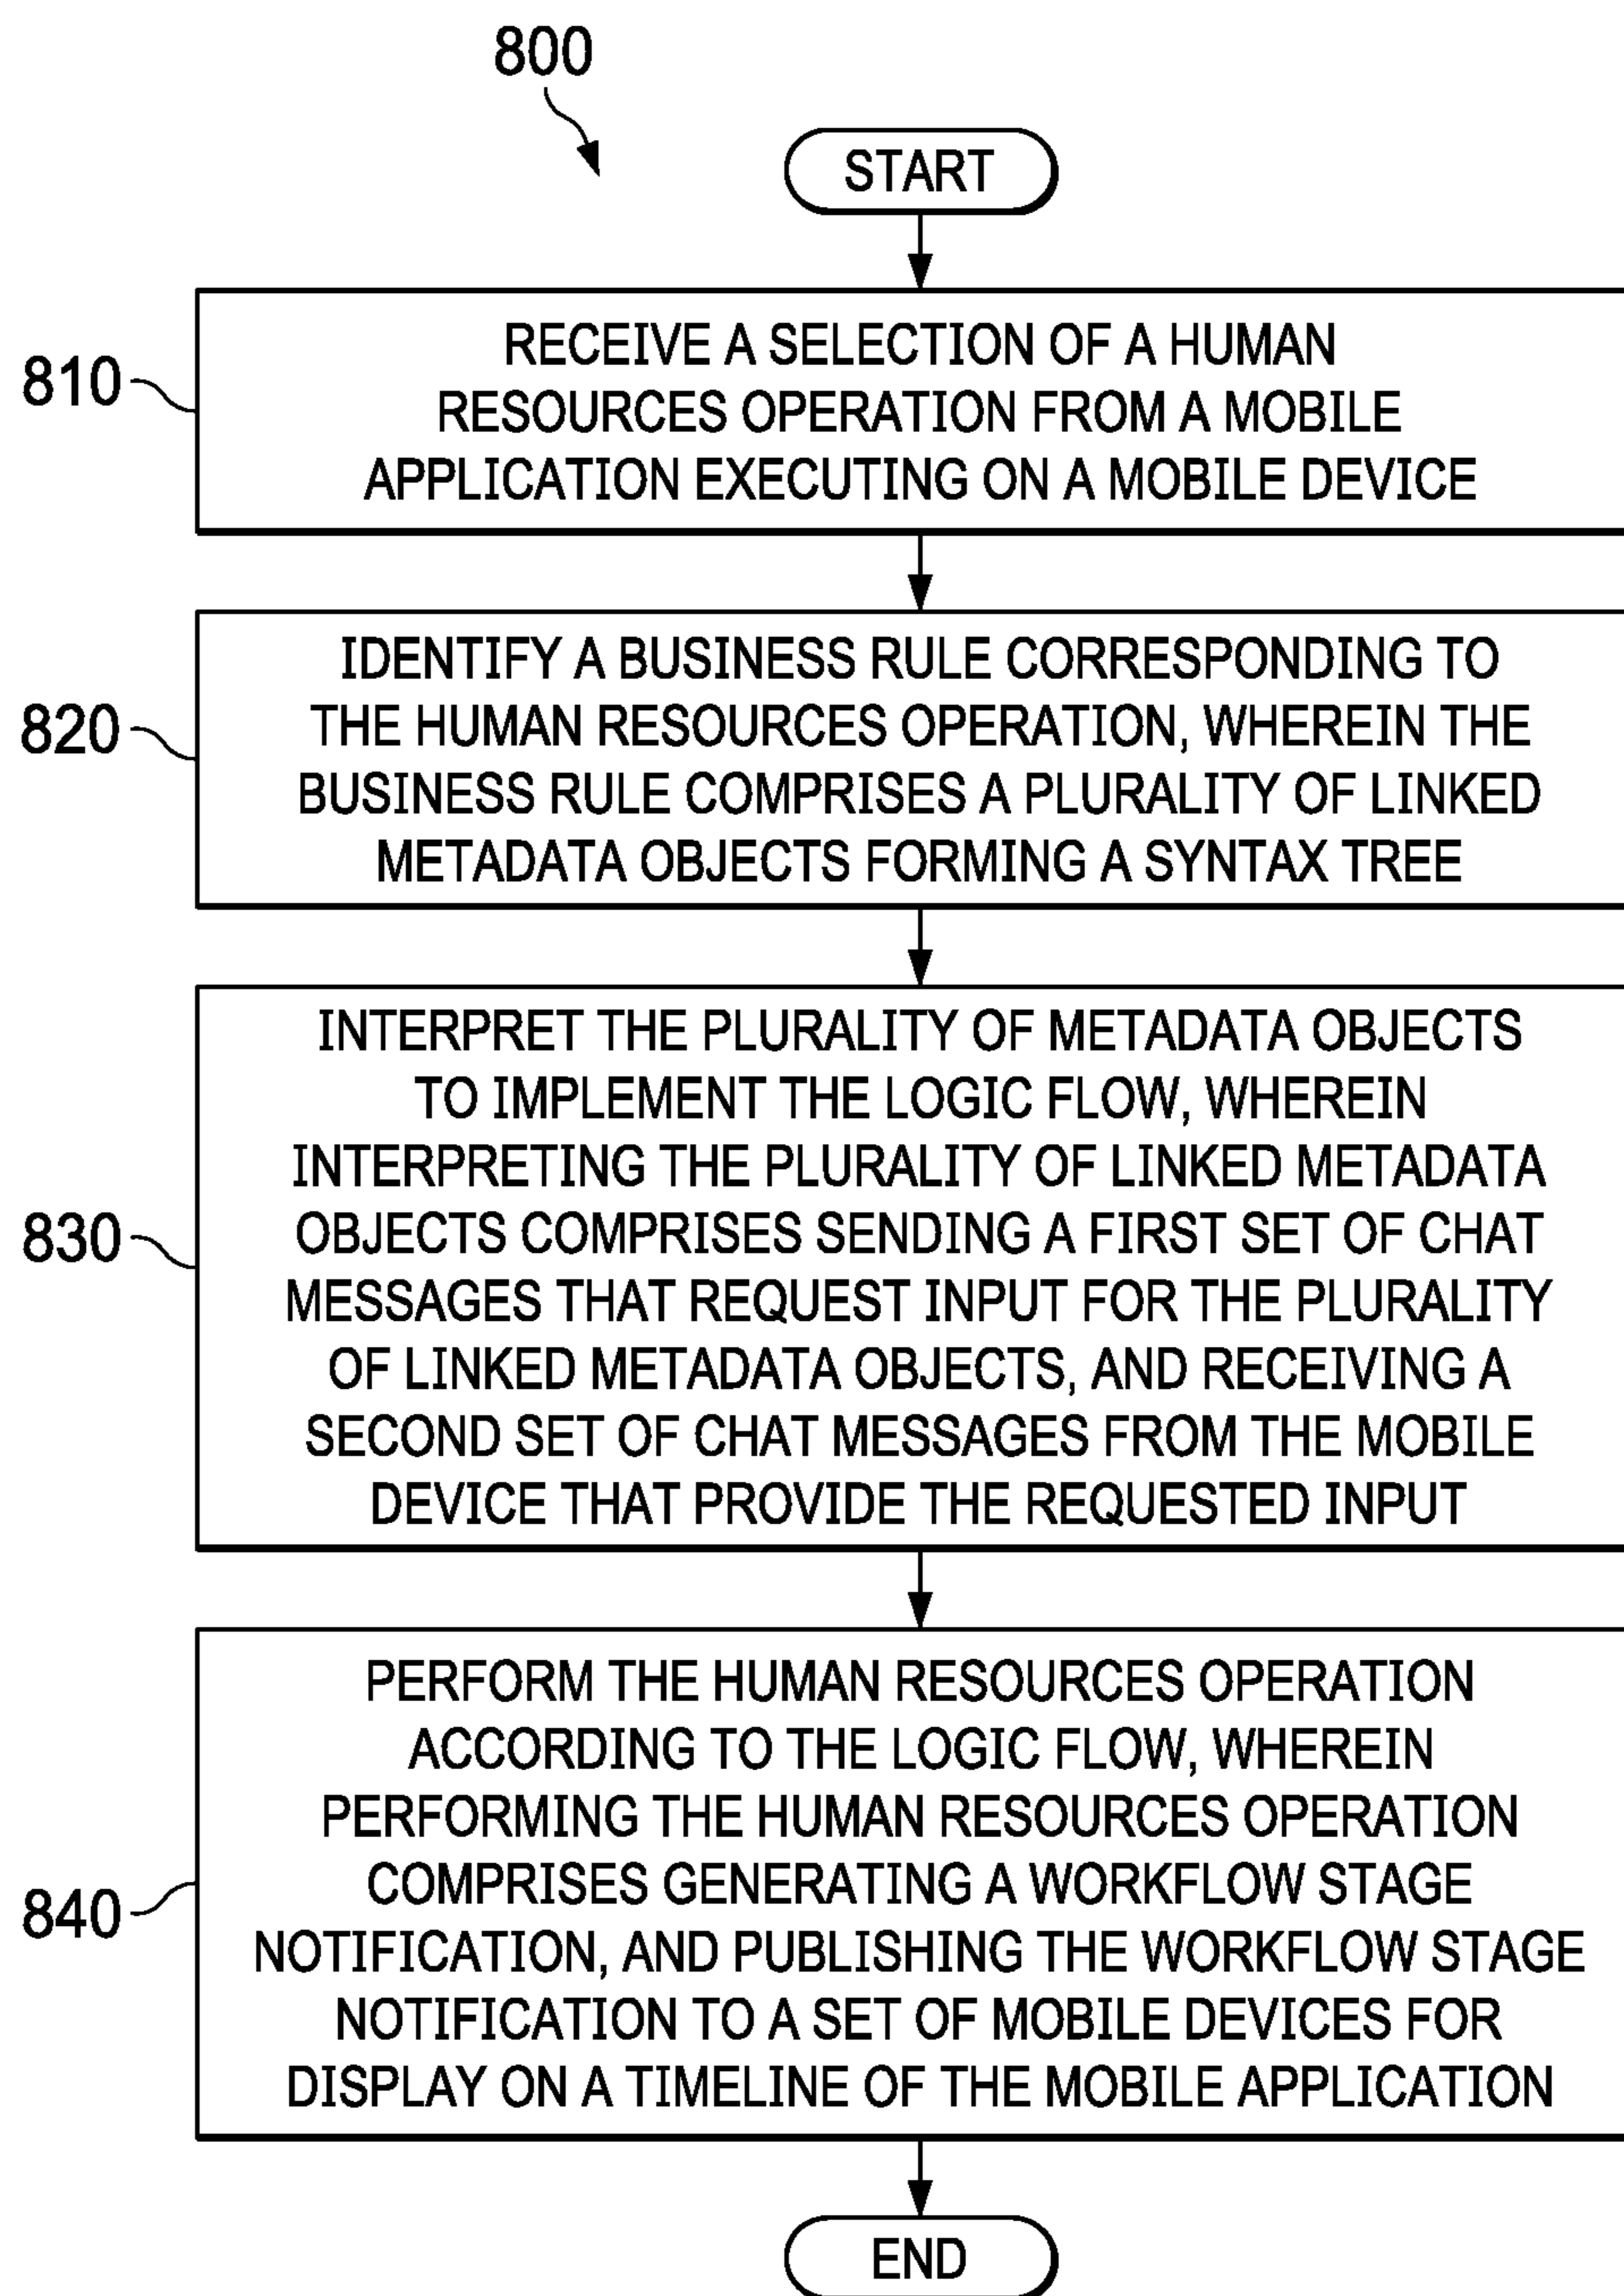 800
START
810
RECEIVE A SELECTION OF A HUMAN
RESOURCES OPERATION FROM A MOBILE
APPLICATION EXECUTING ON A MOBILE DEVICE
820
IDENTIFY A BUSINESS RULE CORRESPONDING TO
THE HUMAN RESOURCES OPERATION, WHEREIN THE
BUSINESS RULE COMPRISES A PLURALITY OF LINKED
METADATA OBJECTS FORMING A SYNTAX TREE
830
INTERPRET THE PLURALITY OF METADATA OBJECTS
TO IMPLEMENT THE LOGIC FLOW, WHEREIN
INTERPRETING THE PLURALITY OF LINKED METADATA
OBJECTS COMPRISES SENDING A FIRST SET OF CHAT
MESSAGES THAT REQUEST INPUT FOR THE PLURALITY
OF LINKED METADATA OBJECTS, AND RECEIVING A
SECOND SET OF CHAT MESSAGES FROM THE MOBILE
DEVICE THAT PROVIDE THE REQUESTED INPUT
840
PERFORM THE HUMAN RESOURCES OPERATION
ACCORDING TO THE LOGIC FLOW, WHEREIN
PERFORMING THE HUMAN RESOURCES OPERATION
COMPRISES GENERATING A WORKFLOW STAGE
NOTIFICATION, AND PUBLISHING THE WORKFLOW STAGE
NOTIFICATION TO A SET OF MOBILE DEVICES FOR
DISPLAY ON A TIMELINE OF THE MOBILE APPLICATION
END